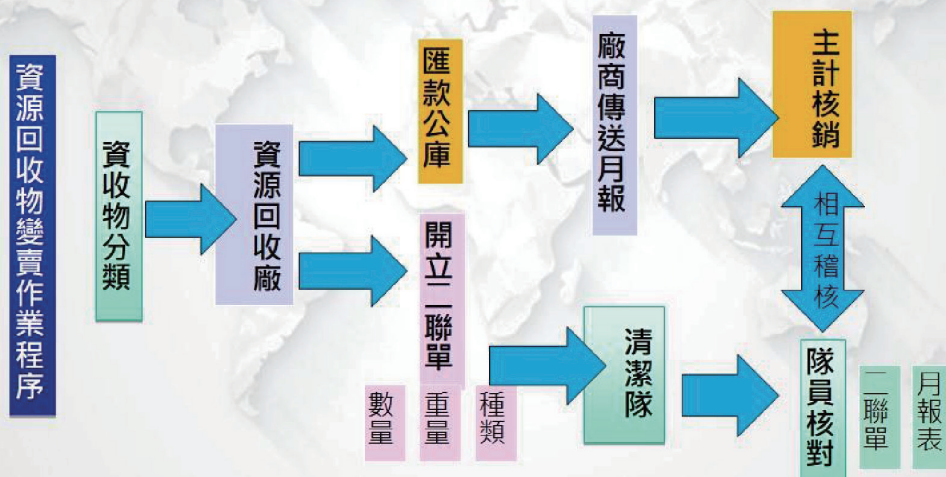 資源回收物變賣作業程序
資收物分類
資源回收廠
匯款公庫
廠商傳送月報
主計核銷
相互稽核
開立二聯單
數量
重量
種類
清潔隊
隊員核對
二聯單
月報表